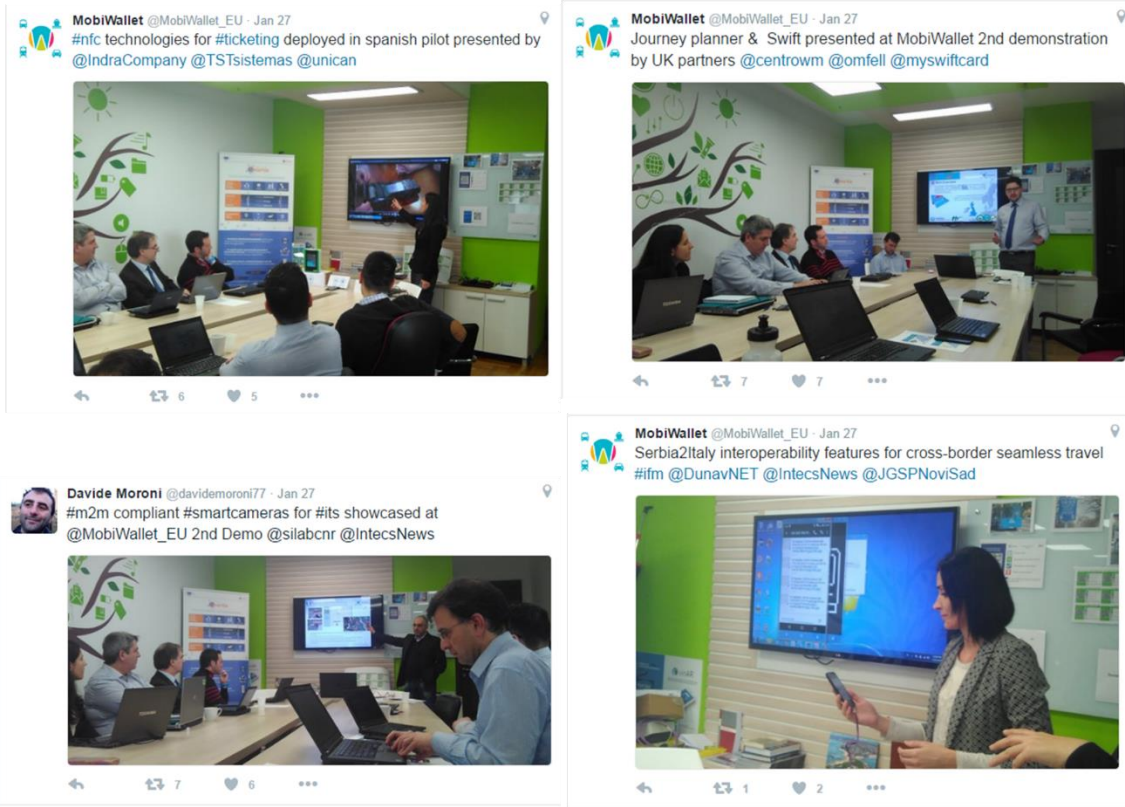 MobiWallet @MobiWallet_EU · Jan 27
#nfc technologies for #ticketing deployed in spanish pilot presented by
@IndraCompany @TSTsistemas @unican
6 5
MobiWallet @MobiWallet_EU · Jan 27
Journey planner & Swift presented at MobiWallet 2nd demonstration
by UK partners @centrowm @omfell @myswiftcard
7 7
Davide Moroni @davidemoroni77 · Jan 27
#m2m compliant #smartcameras for #its showcased at
@MobiWallet_EU 2nd Demo @silabcnr @IntecsNews
7 6
MobiWallet @MobiWallet_EU · Jan 27
Serbia2Italy interoperability features for cross-border seamless travel
#ifm @DunavNET @IntecsNews @JGSPNoviSad
1 2